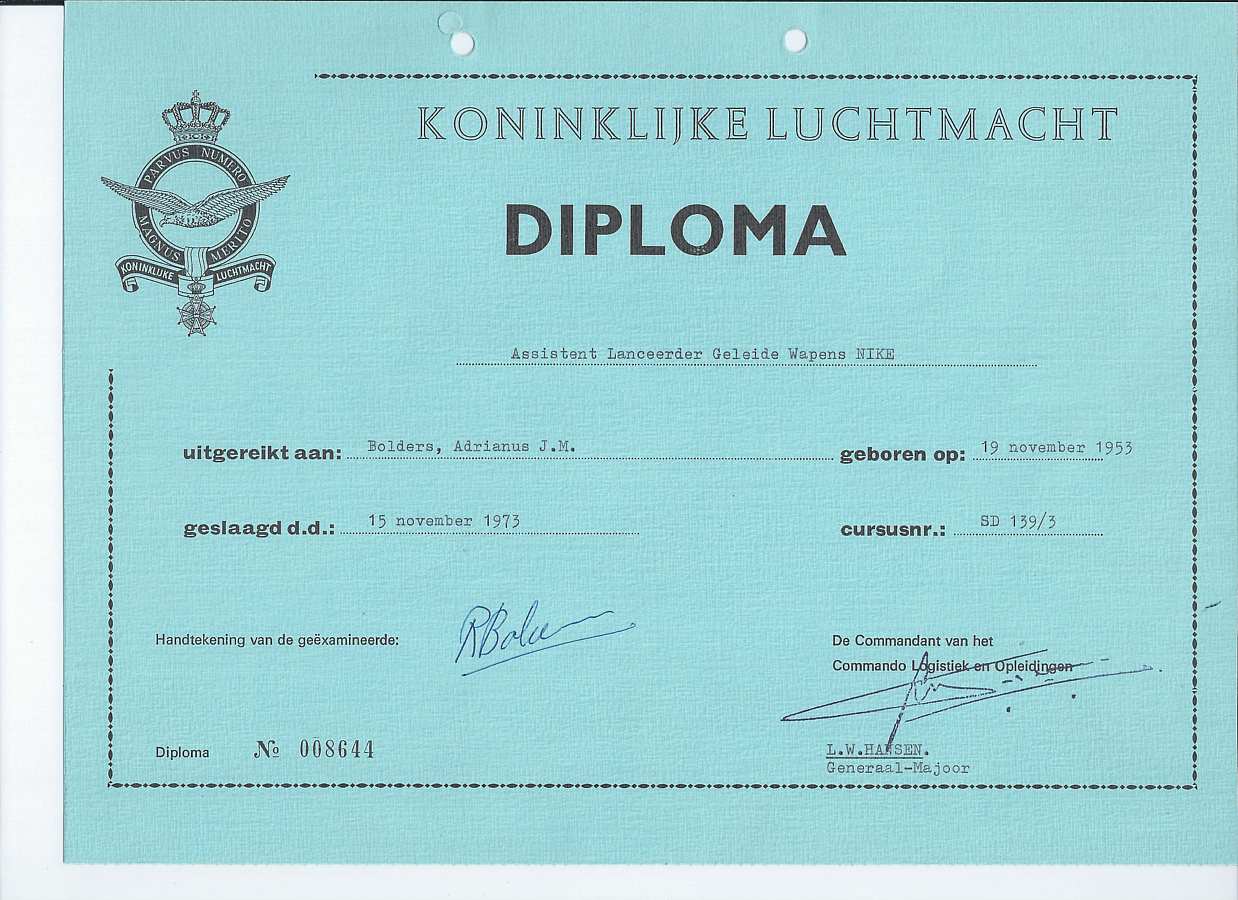 KONINKLIJKE LUCHTMACHT
PARVUS NUMERO
MAGNUS MERITO
KONINKLIJKE LUCHTMACHT
DIPLOMA
Assistent Lanceerder Geleide Wapens NIKE
uitgereikt aan: Bolders, Adrianus J.M. geboren op: 19 november 1953
geslaagd d.d.: 15 november 1973 cursusnr.: SD 139/3
Handtekening van de geëxamineerde:
De Commandant van het
Commando Logistiek en Opleidingen
Diploma № 008644
L.W.HANSEN.
Generaal-Majoor